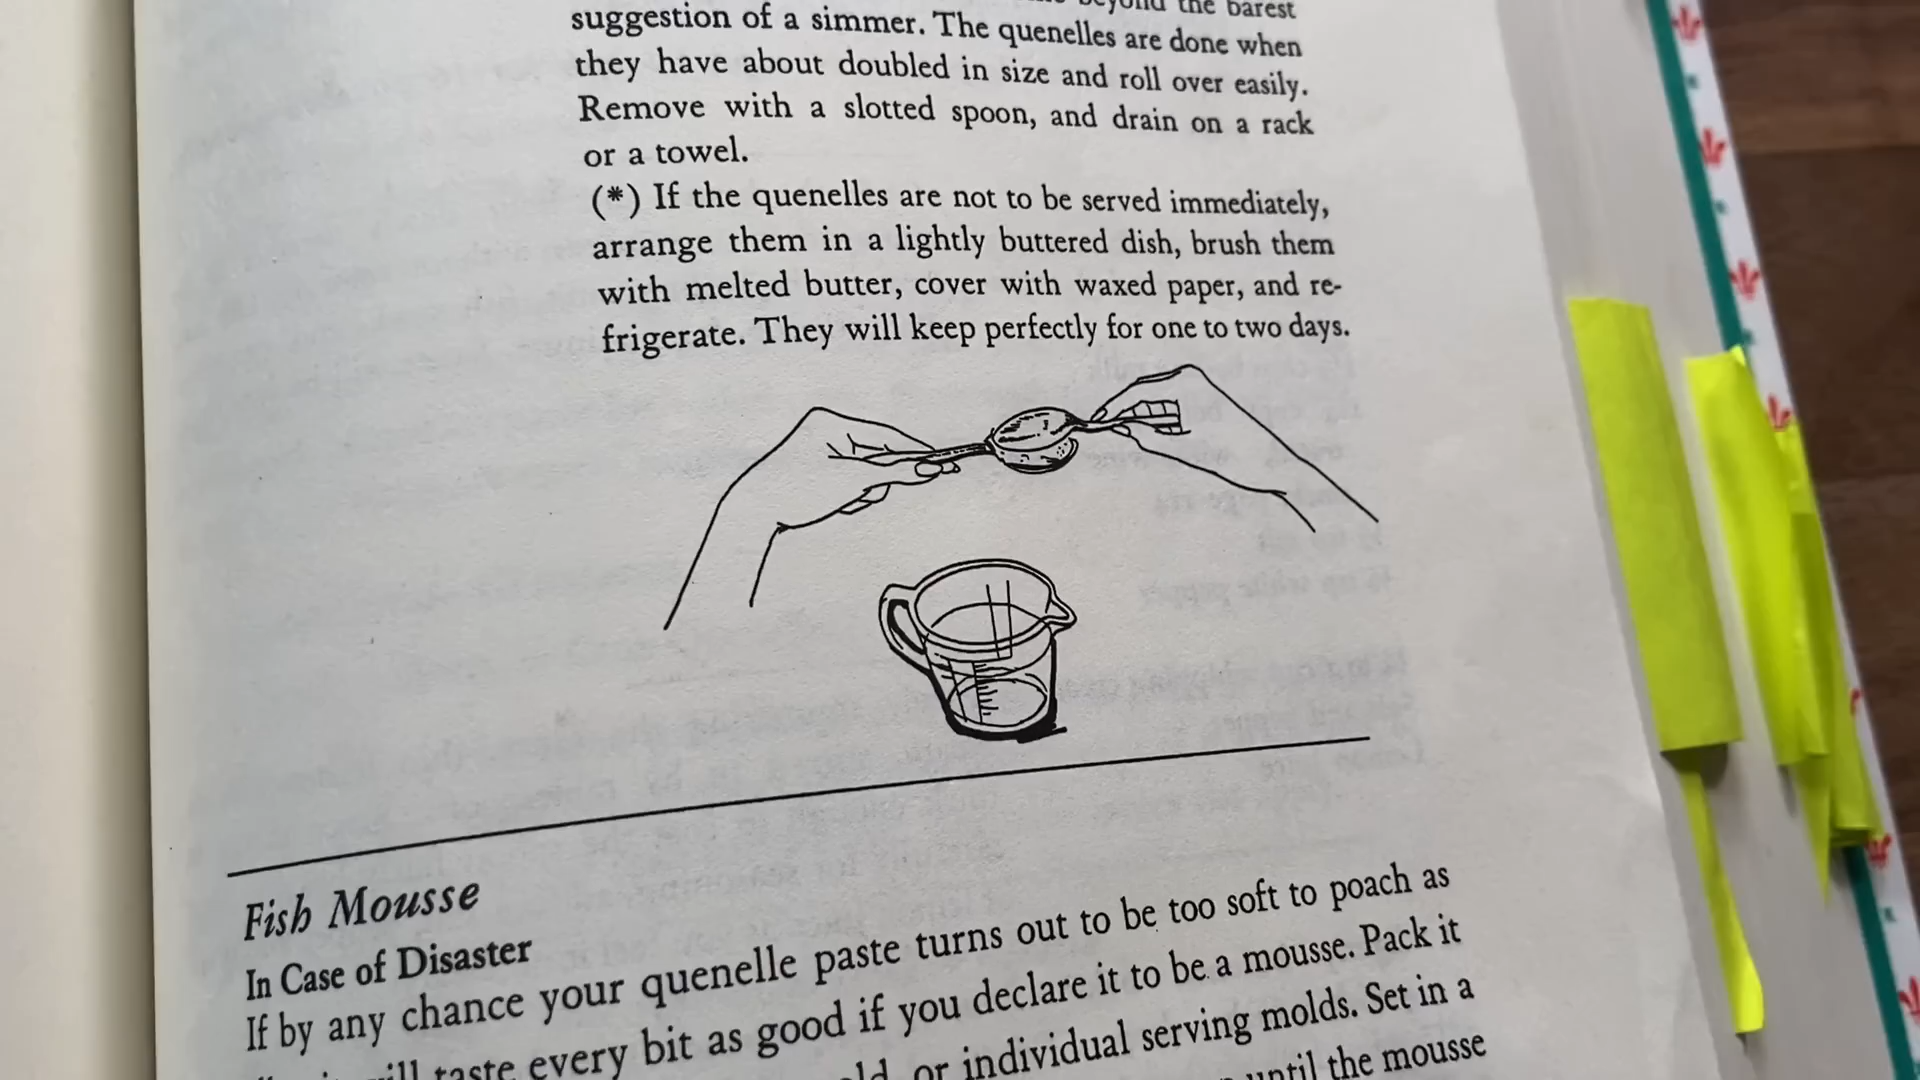 beyond the barest
suggestion of a simmer. The quenelles are done when
they have about doubled in size and roll over easily.
Remove with a slotted spoon, and drain on a rack
or a towel.
(*) If the quenelles are not to be served immediately,
arrange them in a lightly buttered dish, brush them
with melted butter, cover with waxed paper, and re-
frigerate. They will keep perfectly for one to two days.
Fish Mousse
In Case of Disaster
If by any chance your quenelle paste turns out to be too soft to poach as
taste every bit as good if you declare it to be a mousse. Pack it
or individual serving molds. Set in a
until the mousse